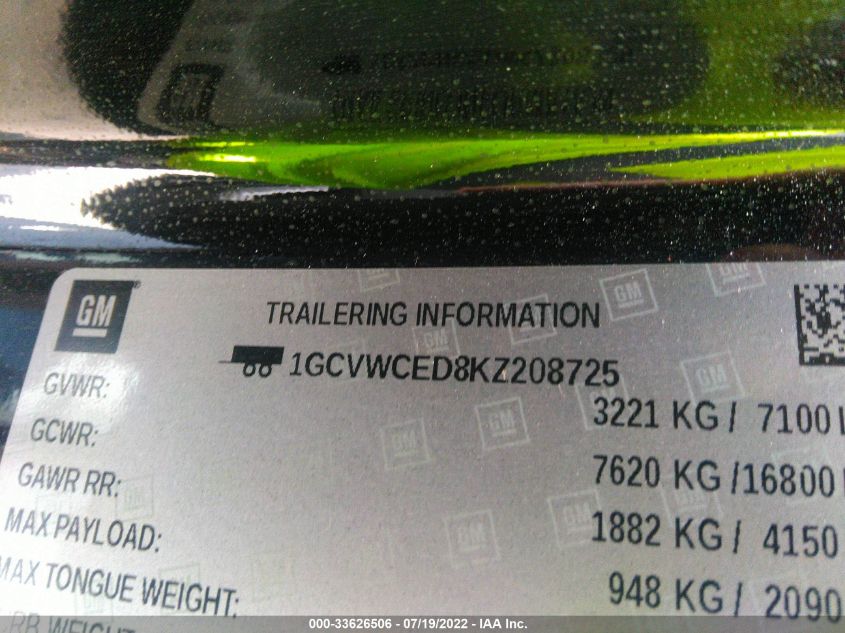 GM
TRAILERING INFORMATION
1GCVWCED8KZ208725
GVWR: 3221 KG / 7100
GCWR: 7620 KG /16800
GAWR RR: 1882 KG / 4150
MAX PAYLOAD: 948 KG / 2090
MAX TONGUE WEIGHT:
000-33626506 - 07/19/2022 - IAA Inc.